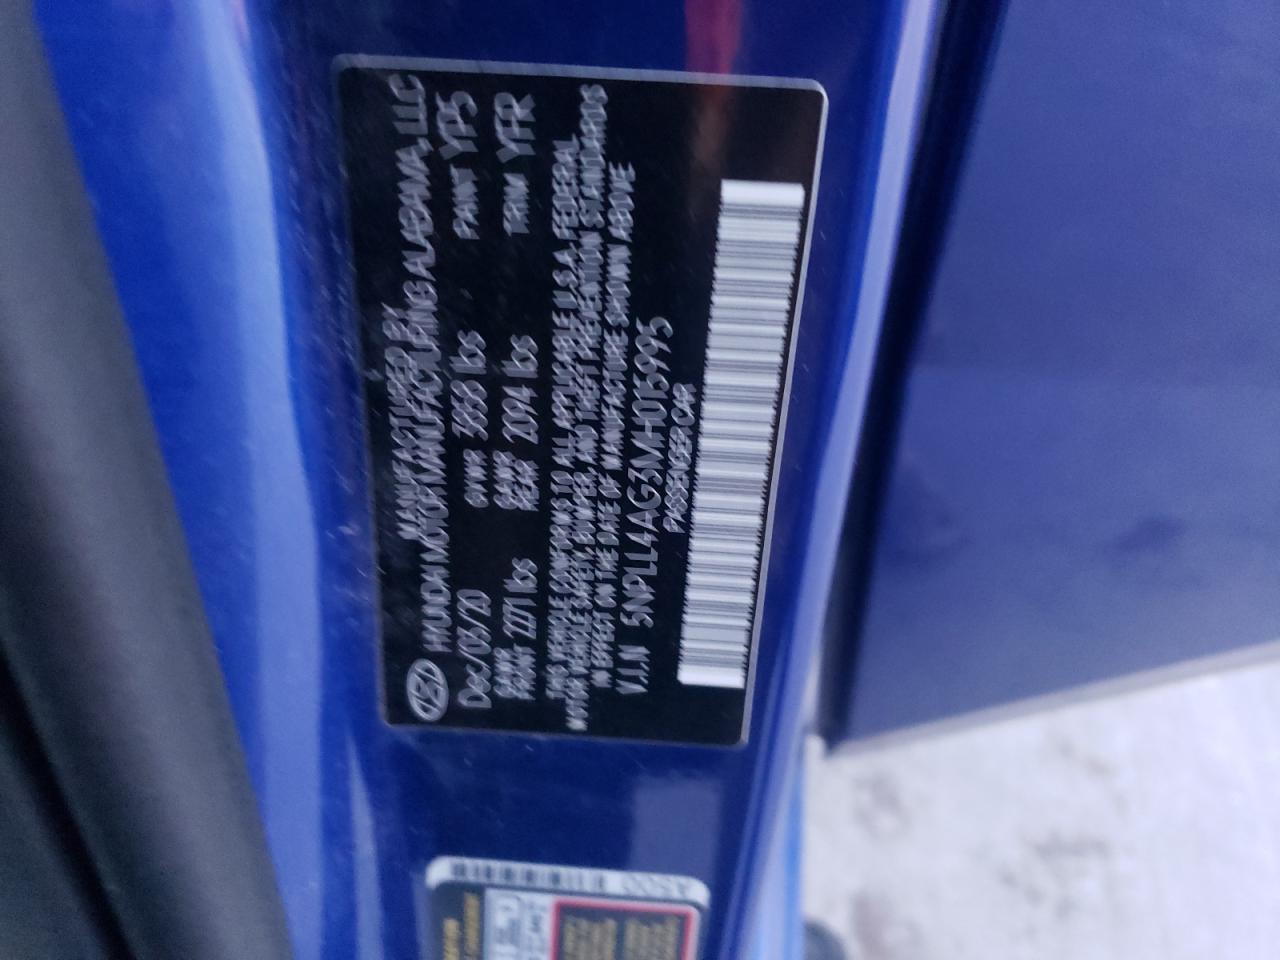 MANUFACTURED BY
HYUNDAI MOTOR MANUFACTURING ALABAMA, LLC
Dec/03/20 GVWR 3858 lbs PAINT YP5
GAWR FRONT 2271 lbs GAWR REAR 2094 lbs TRIM YFR
THIS VEHICLE CONFORMS TO ALL APPLICABLE U.S.A. FEDERAL
MOTOR VEHICLE SAFETY, BUMPER, AND THEFT PREVENTION STANDARDS
IN EFFECT ON THE DATE OF MANUFACTURE SHOWN ABOVE
V.I.N 5NPLL4AG3MH015995
PASSENGER CAR